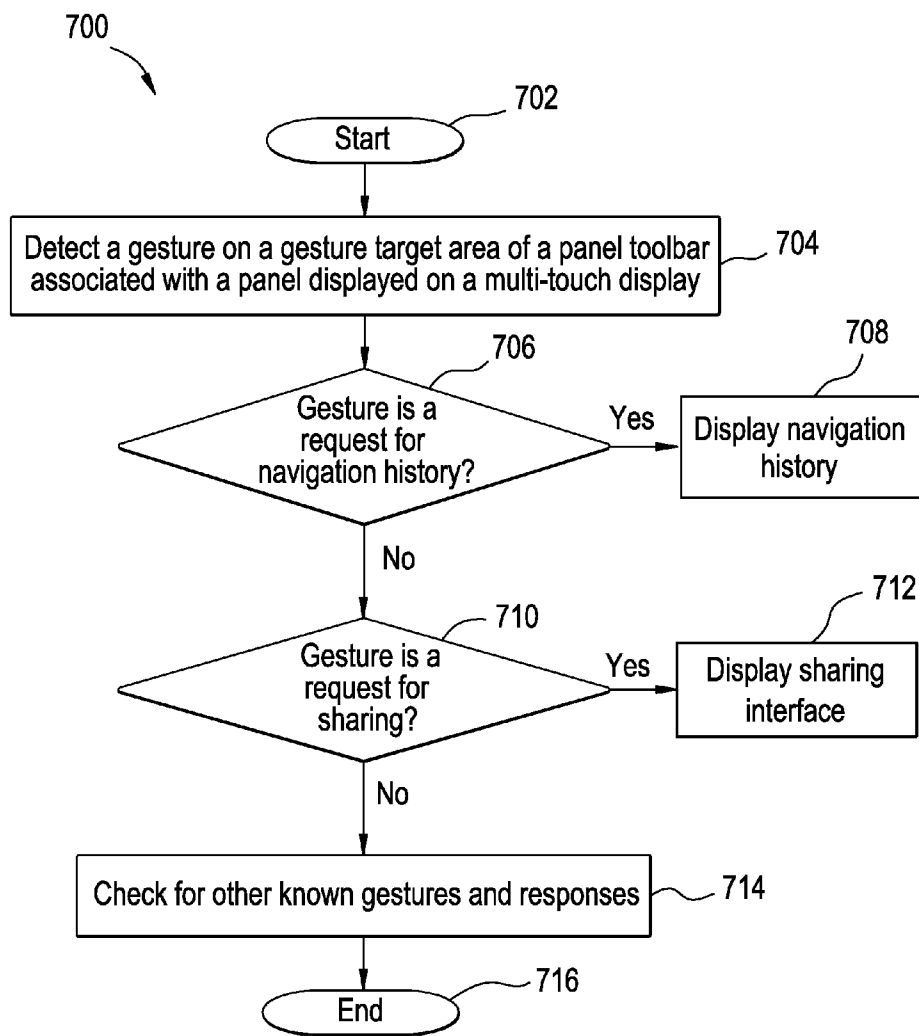 700
702
Start
Detect a gesture on a gesture target area of a panel toolbar
associated with a panel displayed on a multi-touch display
704
706
Gesture is a
request for
navigation history?
Yes
708
Display navigation
history
No
710
Gesture is a
request for
sharing?
Yes
712
Display sharing
interface
No
Check for other known gestures and responses
714
End
716